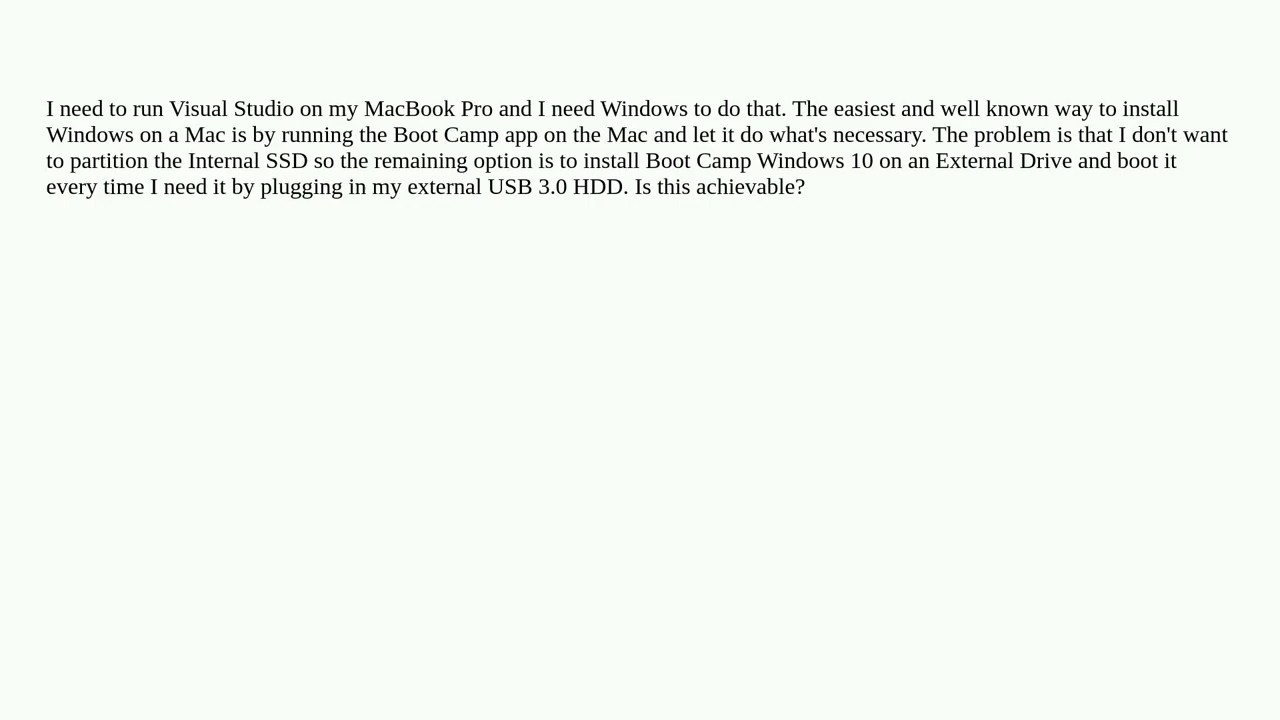 I need to run Visual Studio on my MacBook Pro and I need Windows to do that. The easiest and well known way to install
Windows on a Mac is by running the Boot Camp app on the Mac and let it do what's necessary. The problem is that I don't want
to partition the Internal SSD so the remaining option is to install Boot Camp Windows 10 on an External Drive and boot it
every time I need it by plugging in my external USB 3.0 HDD. Is this achievable?